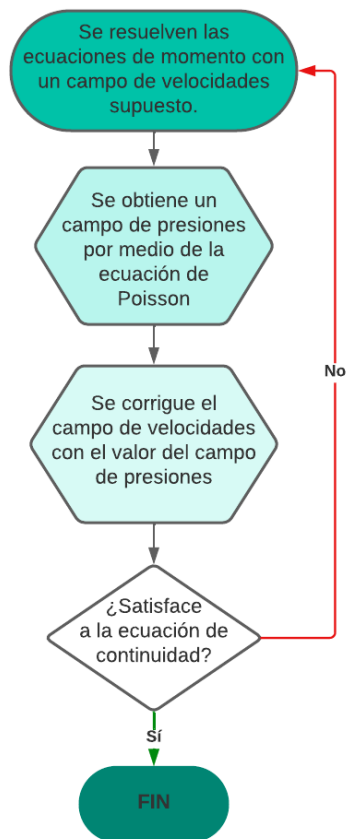 Se resuelven las
ecuaciones de momento con
un campo de velocidades
supuesto.
Se obtiene un
campo de presiones
por medio de la
ecuación de
Poisson
No
Se corrigue el
campo de velocidades
con el valor del campo
de presiones
¿Satisface
a la ecuación de
continuidad?
Sí
FIN